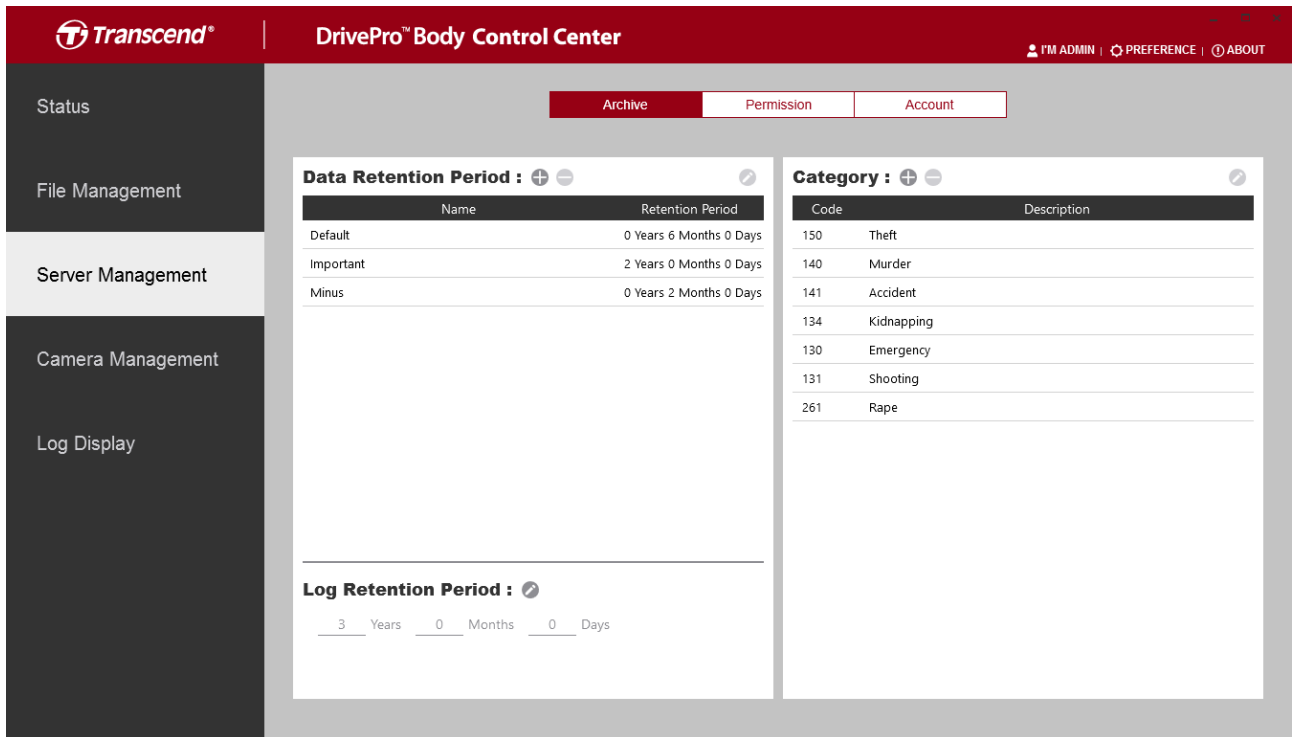 Transcend®
DrivePro™ Body Control Center
I'M ADMIN | PREFERENCE | ABOUT
Status
File Management
Server Management
Camera Management
Log Display
Archive Permission Account
Data Retention Period :
Name Retention Period
Default 0 Years 6 Months 0 Days
Important 2 Years 0 Months 0 Days
Minus 0 Years 2 Months 0 Days
Log Retention Period :
3 Years 0 Months 0 Days
Category :
Code Description
150 Theft
140 Murder
141 Accident
134 Kidnapping
130 Emergency
131 Shooting
261 Rape